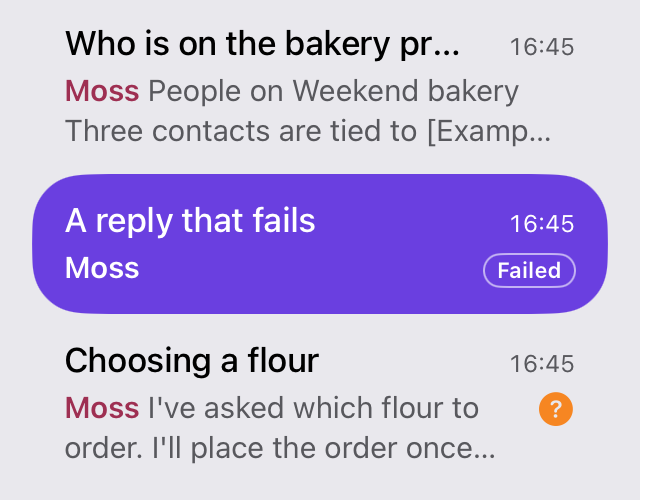 Who is on the bakery pr... 16:45
Moss People on Weekend bakery
Three contacts are tied to [Examp...
A reply that fails 16:45
Moss Failed
Choosing a flour 16:45
Moss I've asked which flour to ?
order. I'll place the order once...